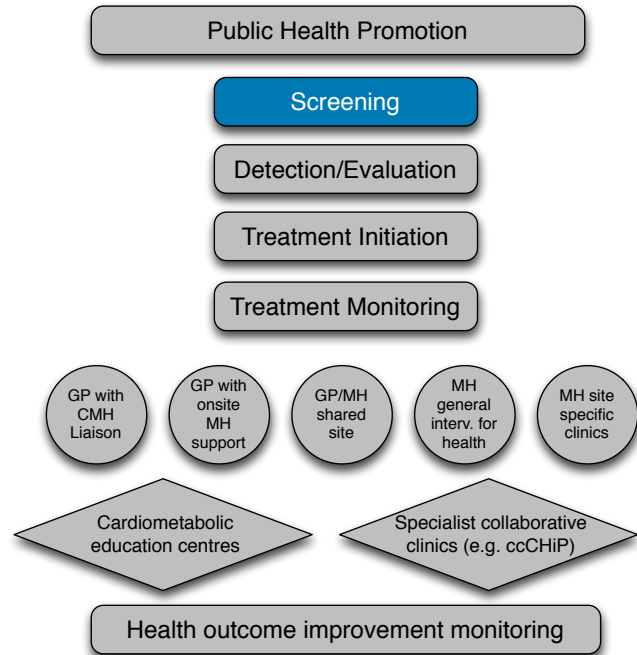 Public Health Promotion
Screening
Detection/Evaluation
Treatment Initiation
Treatment Monitoring
GP with
CMH
Liaison
GP with
onsite
MH
support
GP/MH
shared
site
MH
general
interv. for
health
MH site
specific
clinics
Cardiometabolic
education centres
Specialist collaborative
clinics (e.g. ccCHiP)
Health outcome improvement monitoring